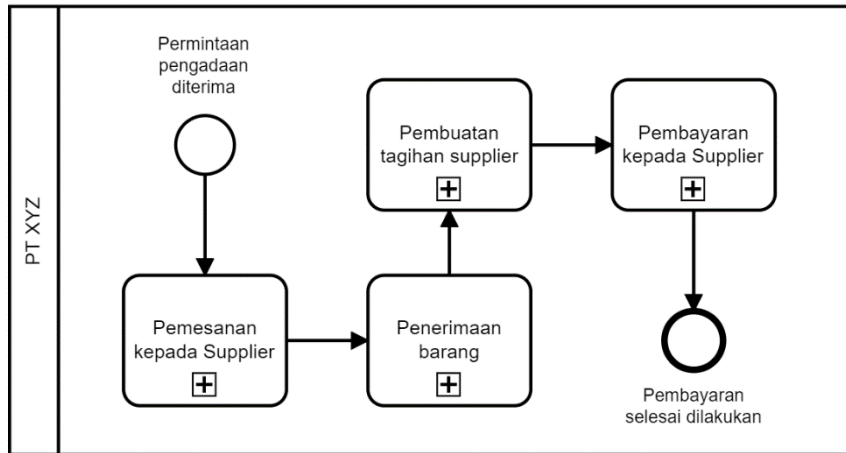 PT XYZ
Permintaan
pengadaan
diterima
Pemesanan
kepada Supplier
Penerimaan
barang
Pembuatan
tagihan supplier
Pembayaran
kepada Supplier
Pembayaran
selesai dilakukan